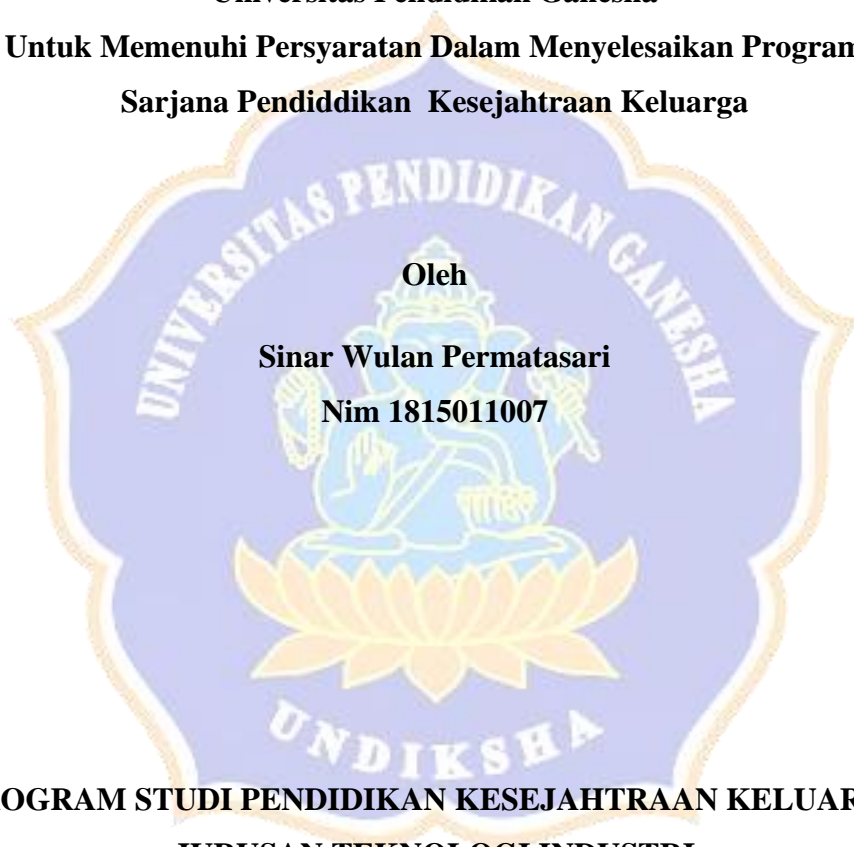 Universitas Pendidikan Ganesha
Untuk Memenuhi Persyaratan Dalam Menyelesaikan Program
Sarjana Pendiddikan Kesejahtraan Keluarga
UNIVERSITAS PENDIDIKAN GANESHA
Oleh
Sinar Wulan Permatasari
Nim 1815011007
UNDIKSHA
OGRAM STUDI PENDIDIKAN KESEJAHTRAAN KELUAR
JURUSAN TEKNOLOGI INDUSTRI